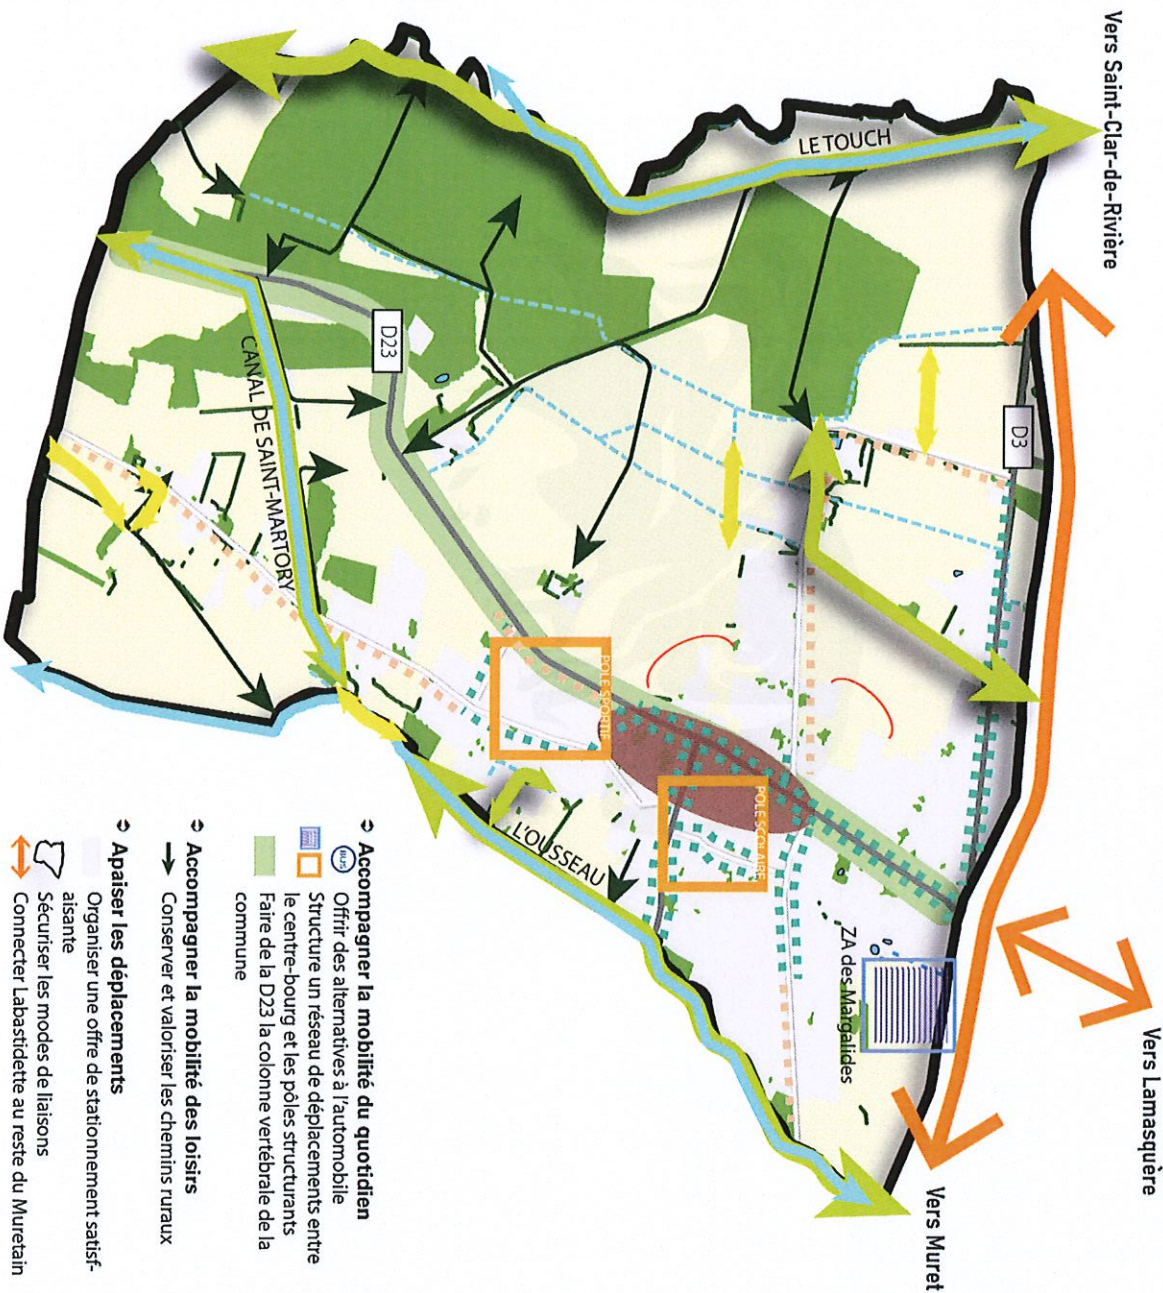 Vers Saint-Clar-de-Rivière
LE TOUCH
D3
D23
CANAL DE SAINT-MARTORY
POLE SPORTIF
POLE SCOLAIRE
L'OUSSEAU
ZA des Margalides
Vers Lamasquère
Vers Muret
➲ Accompagner la mobilité du quotidien
BUS Offrir des alternatives à l'automobile
Structure un réseau de déplacements entre
le centre-bourg et les pôles structurants
Faire de la D23 la colonne vertébrale de la
commune
➲ Accompagner la mobilité des loisirs
Conserver et valoriser les chemins ruraux
➲ Apaiser les déplacements
Organiser une offre de stationnement satisf-
aisante
Sécuriser les modes de liaisons
Connecter Labastidette au reste du Muretain